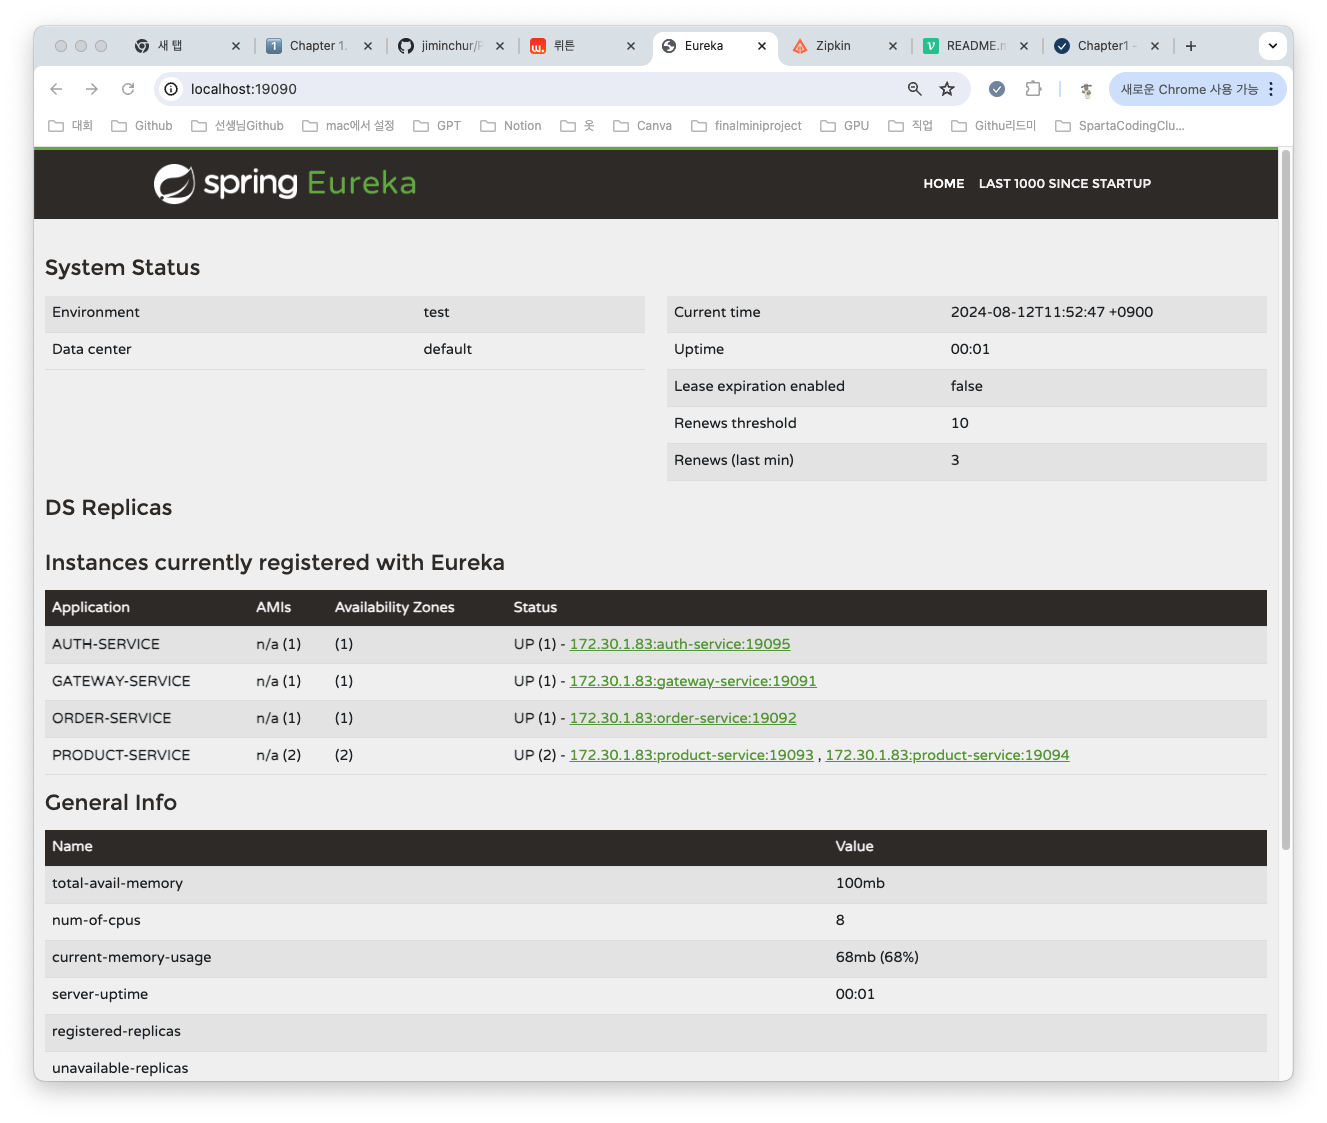 새 탭
Chapter 1.
jiminchur/
뤼튼
Eureka
Zipkin
README.
Chapter1 -
localhost:19090
새로운 Chrome 사용 가능
대회
Github
선생님Github
mac에서 설정
GPT
Notion
옷
Canva
finalminiproject
GPU
직업
Githu리드미
SpartaCodingClu...
spring Eureka
HOME LAST 1000 SINCE STARTUP
System Status
Environment test
Data center default
Current time 2024-08-12T11:52:47 +0900
Uptime 00:01
Lease expiration enabled false
Renews threshold 10
Renews (last min) 3
DS Replicas
Instances currently registered with Eureka
Application AMIs Availability Zones Status
AUTH-SERVICE n/a (1) (1) UP (1) - 172.30.1.83:auth-service:19095
GATEWAY-SERVICE n/a (1) (1) UP (1) - 172.30.1.83:gateway-service:19091
ORDER-SERVICE n/a (1) (1) UP (1) - 172.30.1.83:order-service:19092
PRODUCT-SERVICE n/a (2) (2) UP (2) - 172.30.1.83:product-service:19093 , 172.30.1.83:product-service:19094
General Info
Name Value
total-avail-memory 100mb
num-of-cpus 8
current-memory-usage 68mb (68%)
server-uptime 00:01
registered-replicas
unavailable-replicas